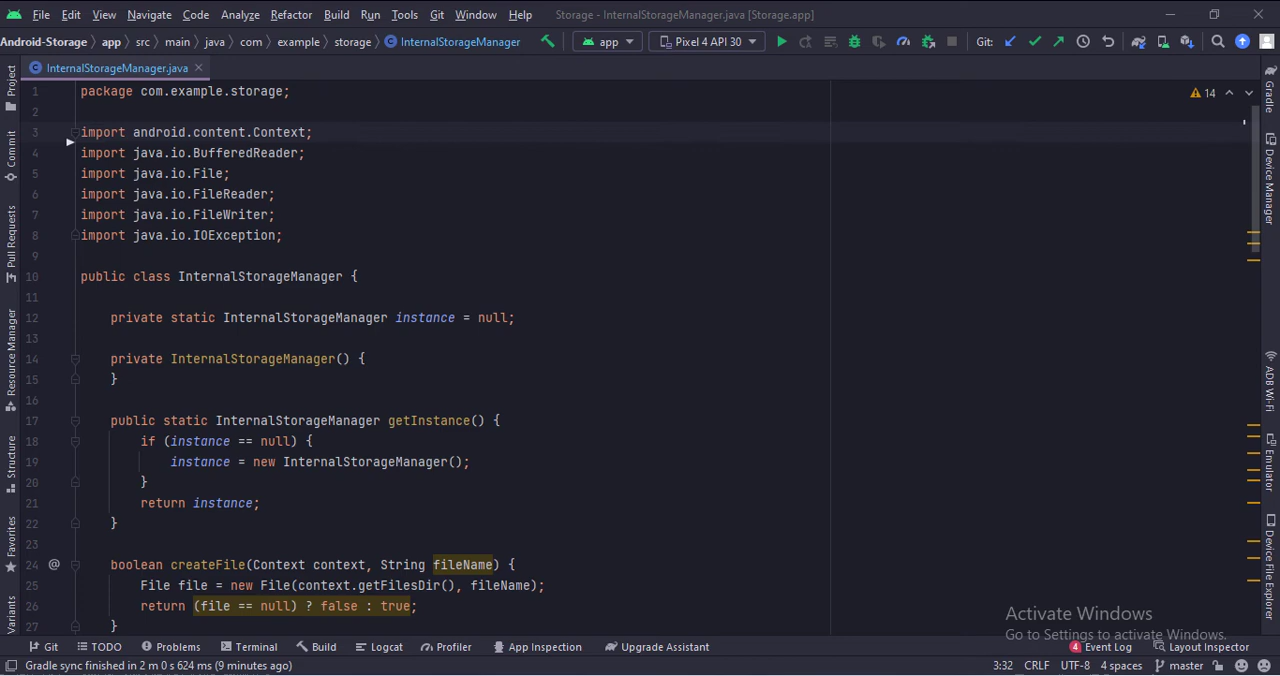 File Edit View Navigate Code Analyze Refactor Build Run Tools Git Window Help Storage - InternalStorageManager.java [Storage.app]
Android-Storage app src main java com example storage InternalStorageManager app Pixel 4 API 30 Git:
InternalStorageManager.java
1 package com.example.storage;
2
3 import android.content.Context;
4 import java.io.BufferedReader;
5 import java.io.File;
6 import java.io.FileReader;
7 import java.io.FileWriter;
8 import java.io.IOException;
9
10 public class InternalStorageManager {
11
12 private static InternalStorageManager instance = null;
13
14 private InternalStorageManager() {
15 }
16
17 public static InternalStorageManager getInstance() {
18 if (instance == null) {
19 instance = new InternalStorageManager();
20 }
21 return instance;
22 }
23
24 @ boolean createFile(Context context, String fileName) {
25 File file = new File(context.getFilesDir(), fileName);
26 return (file == null) ? false : true;
27 }
14
Project
Commit
Pull Requests
Resource Manager
Structure
Favorites
Variants
Gradle
Device Manager
ADB Wi-Fi
Emulator
Device File Explorer
Activate Windows
Go to Settings to activate Windows.
Git TODO Problems Terminal Build Logcat Profiler App Inspection Upgrade Assistant 4 Event Log Layout Inspector
Gradle sync finished in 2 m 0 s 624 ms (9 minutes ago) 3:32 CRLF UTF-8 4 spaces master